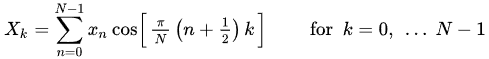 X_k = \sum_{n=0}^{N-1} x_n \cos\left[ \frac{\pi}{N} \left( n + \frac{1}{2} \right) k \right] \qquad \text{for } k = 0, \ \dots \ N-1